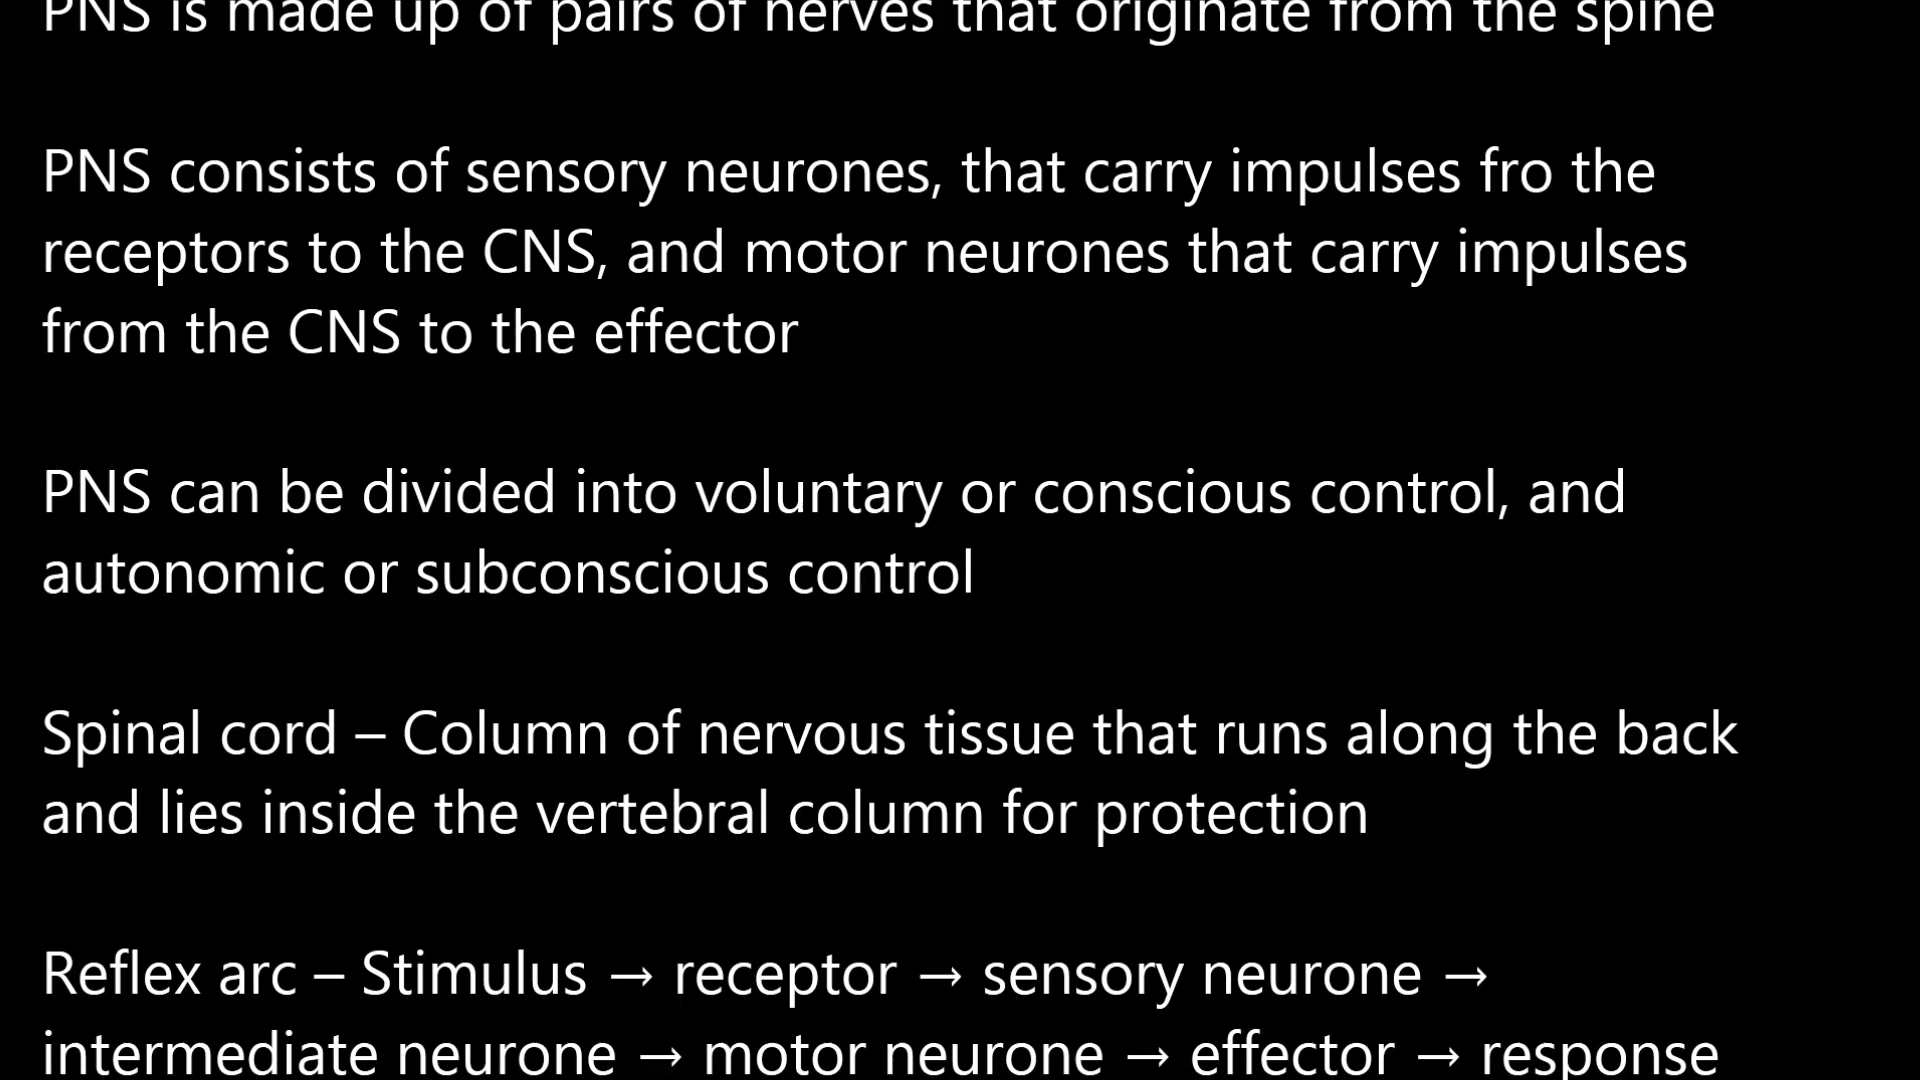 PNS is made up of pairs of nerves that originate from the spine
PNS consists of sensory neurones, that carry impulses fro the
receptors to the CNS, and motor neurones that carry impulses
from the CNS to the effector
PNS can be divided into voluntary or conscious control, and
autonomic or subconscious control
Spinal cord – Column of nervous tissue that runs along the back
and lies inside the vertebral column for protection
Reflex arc – Stimulus → receptor → sensory neurone →
intermediate neurone → motor neurone → effector → response